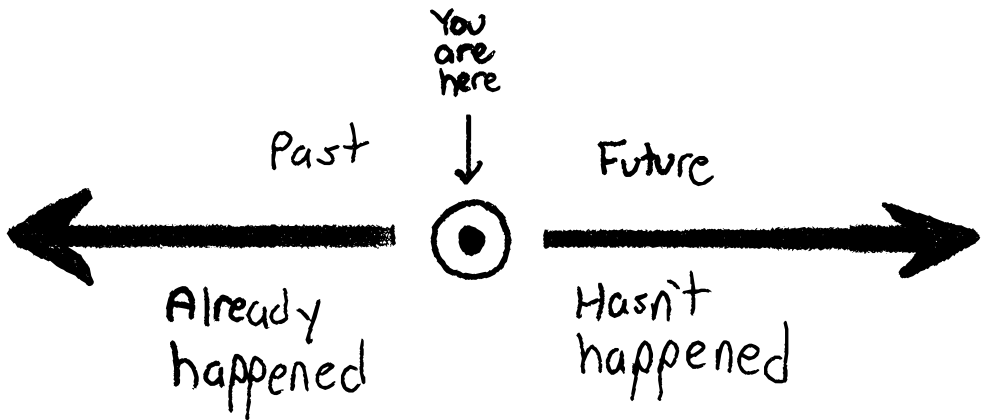 You
are
here
Past
Future
Already
happened
Hasn't
happened